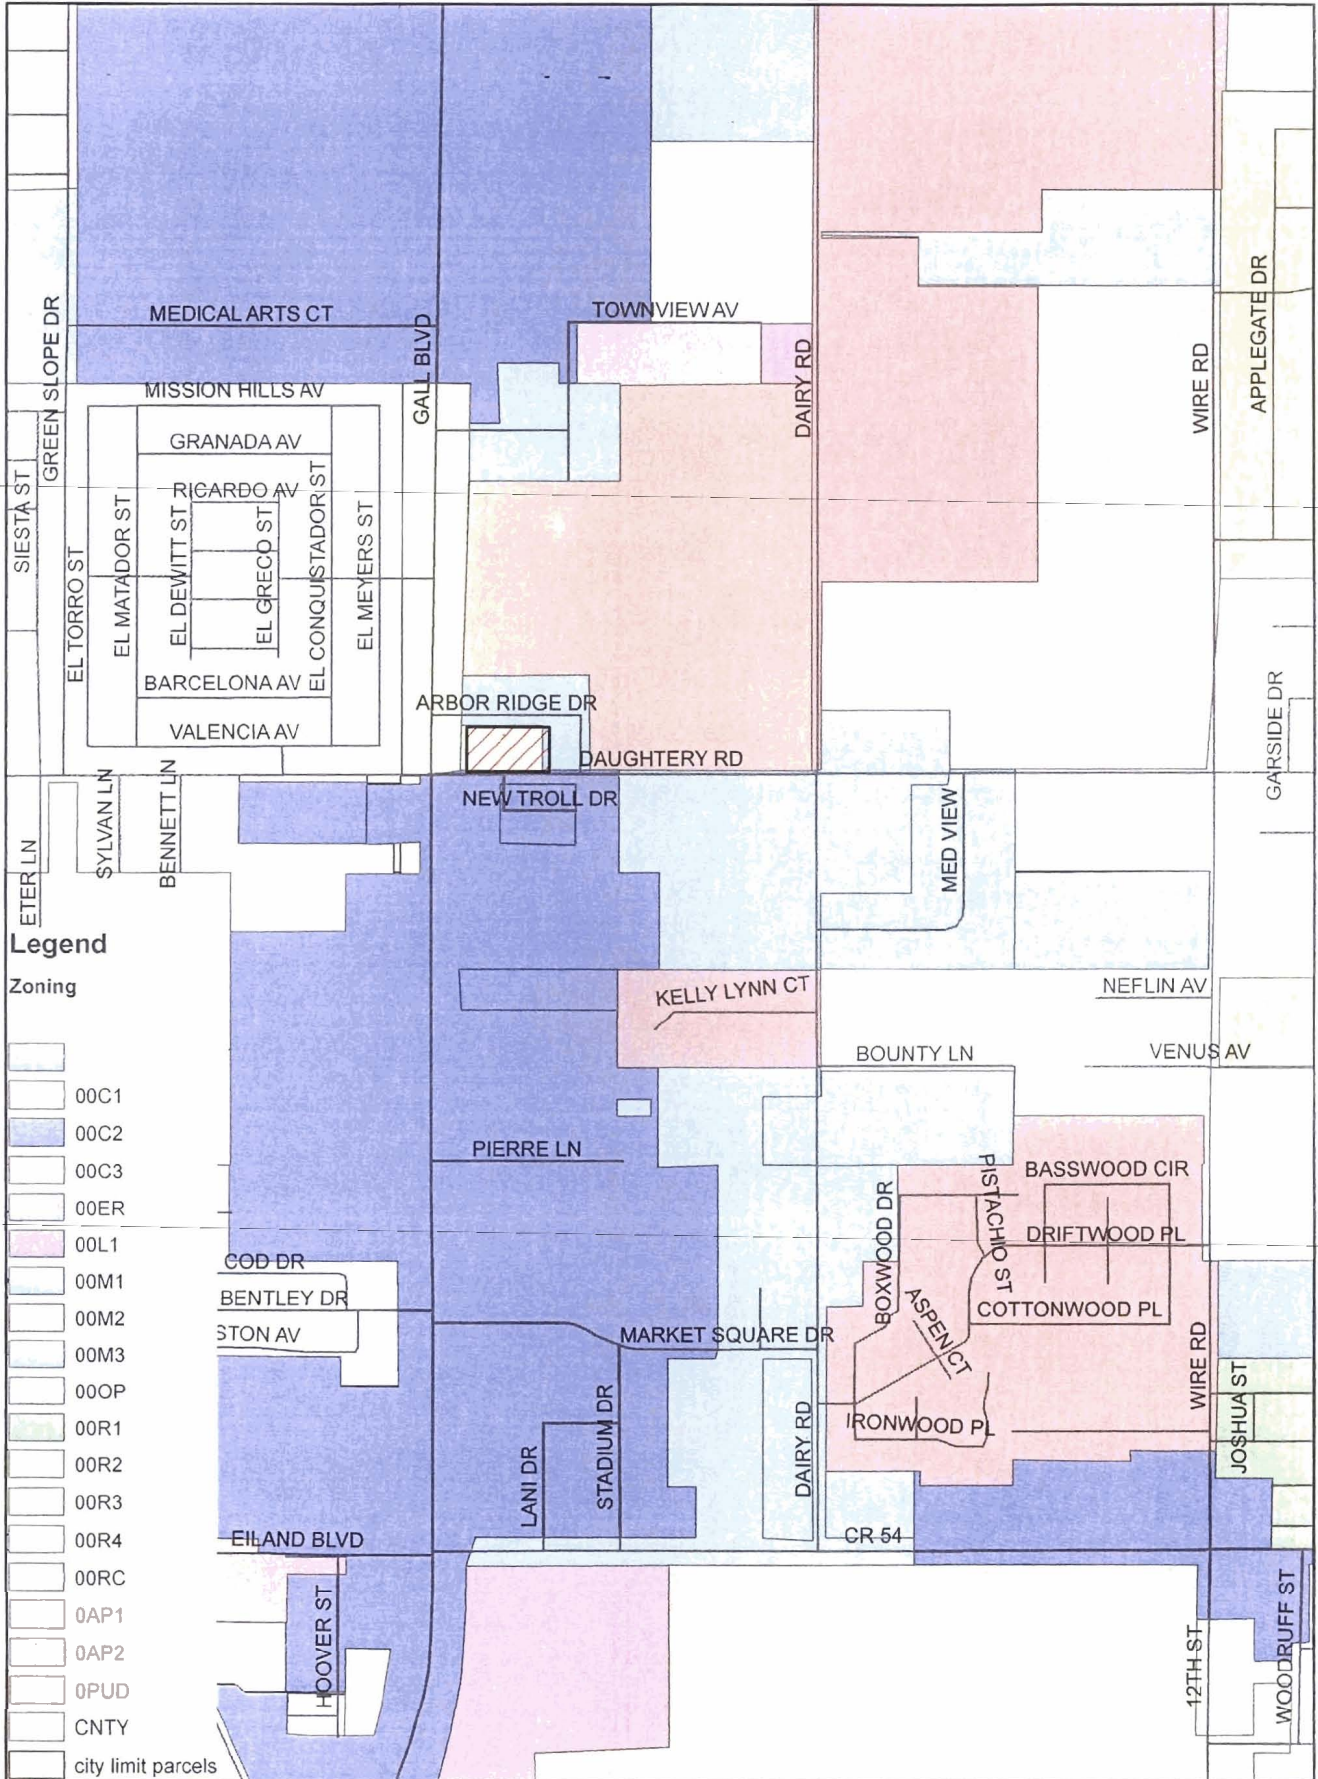 MEDICAL ARTS CT
TOWNVIEW AV
GREEN SLOPE DR
GALL BLVD
DAIRY RD
WIRE RD
APPLEGATE DR
MISSION HILLS AV
GRANADA AV
RICARDO AV
SIESTA ST
EL TORRO ST
EL MATADOR ST
EL DEWITT ST
EL GRECO ST
EL CONQUISTADOR ST
EL MEYERS ST
BARCELONA AV
VALENCIA AV
ARBOR RIDGE DR
DAUGHTERY RD
GARSIDE DR
NEW TROLL DR
SYLVAN LN
BENNETT LN
ETER LN
MED VIEW
KELLY LYNN CT
NEFLIN AV
BOUNTY LN
VENUS AV
PIERRE LN
BASSWOOD CIR
PISTACHIO ST
BOXWOOD DR
DRIFTWOOD PL
COTTONWOOD PL
ASPEN CT
COD DR
BENTLEY DR
STON AV
MARKET SQUARE DR
WIRE RD
JOSHUA ST
IRONWOOD PL
DAIRY RD
STADIUM DR
LANI DR
EILAND BLVD
CR 54
HOOVER ST
12TH ST
WOODRUFF ST
Legend
Zoning
00C1
00C2
00C3
00ER
00L1
00M1
00M2
00M3
00OP
00R1
00R2
00R3
00R4
00RC
0AP1
0AP2
0PUD
CNTY
city limit parcels